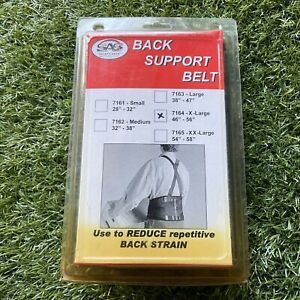 SAS
BACK
SUPPORT
BELT
7161 - Small
28" - 32"
7162 - Medium
32" - 38"
7163 - Large
38" - 47"
7164 - X-Large
46" - 56"
7165 - XX-Large
54" - 58"
Use to REDUCE repetitive
BACK STRAIN